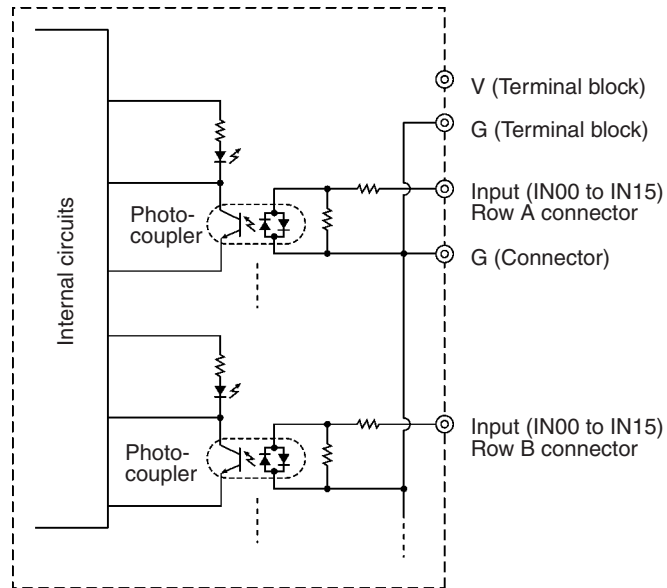 V (Terminal block)
G (Terminal block)
Input (IN00 to IN15)
Row A connector
G (Connector)
Photo-
coupler
Internal circuits
Input (IN00 to IN15)
Row B connector
Photo-
coupler